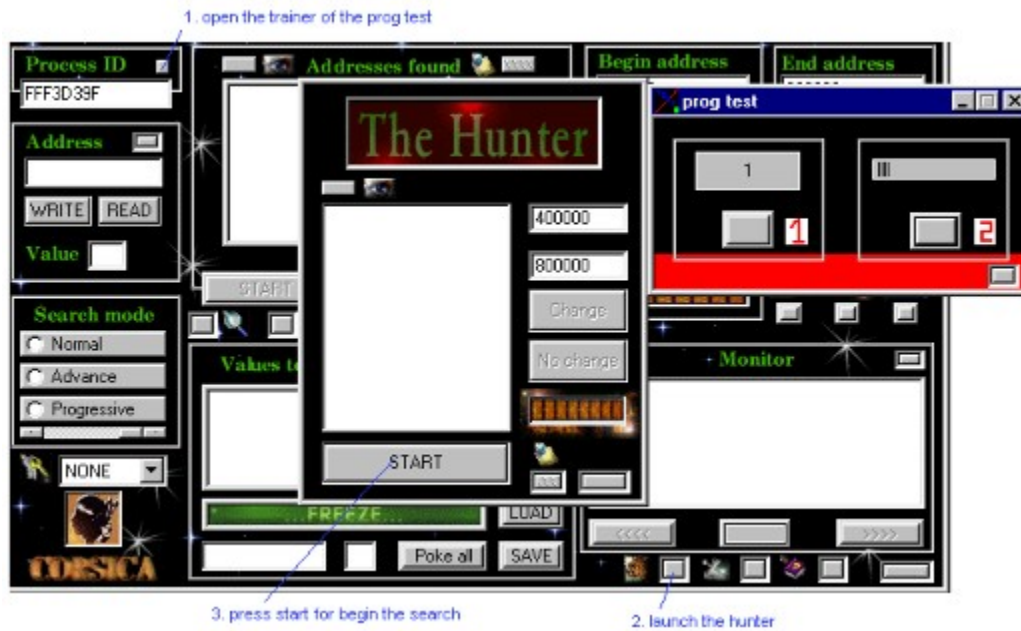 1. open the trainer of the prog test
Process ID
FFF3D39F
Address
WRITE
READ
Value
Search mode
Normal
Advance
Progressive
NONE
CORSICA
Addresses found
START
Values to
...FREEZE...
LOAD
Poke all
SAVE
The Hunter
400000
800000
Change
No change
START
Begin address
End address
prog test
1
1
2
Monitor
<<<<
>>>>
3. press start for begin the search
2. launch the hunter